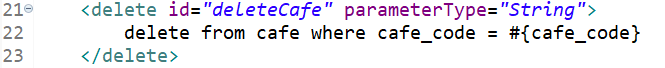 21 <delete id="deleteCafe" parameterType="String">
22 delete from cafe where cafe_code = #{cafe_code}
23 </delete>